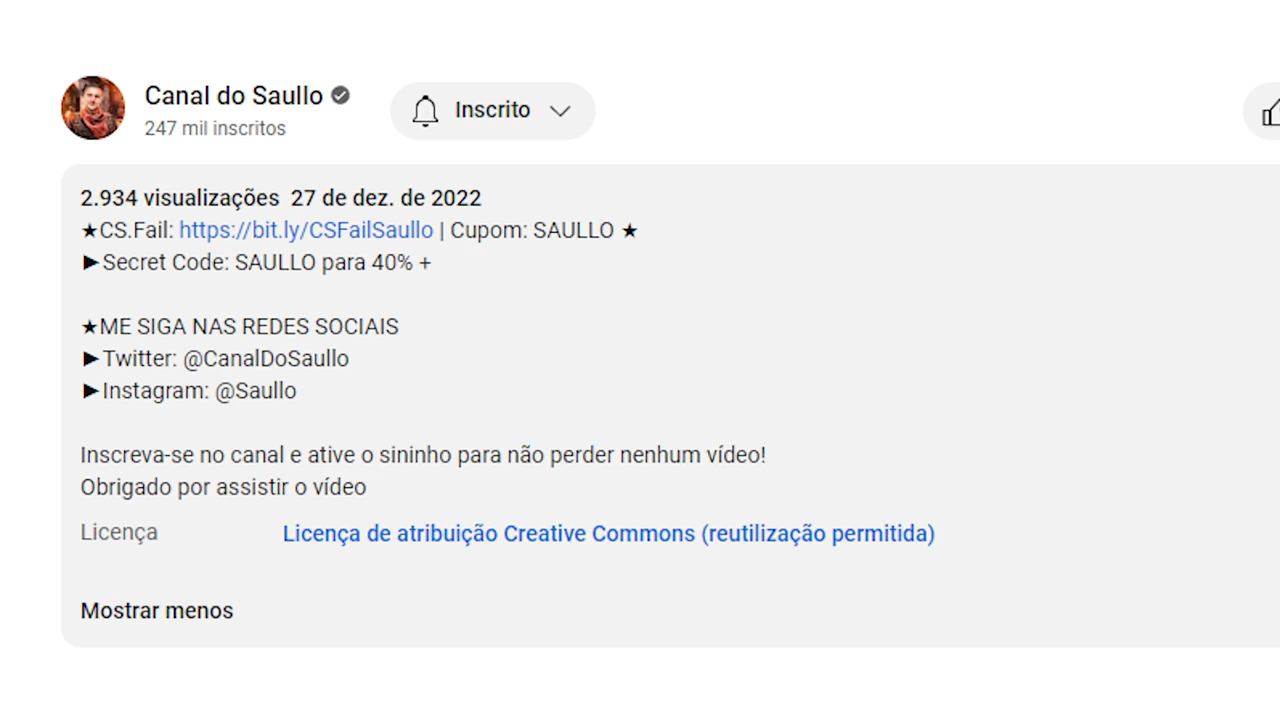 Canal do Saullo
247 mil inscritos
Inscrito
2.934 visualizações 27 de dez. de 2022
★CS.Fail: https://bit.ly/CSFailSaullo | Cupom: SAULLO ★
►Secret Code: SAULLO para 40% +
★ME SIGA NAS REDES SOCIAIS
►Twitter: @CanalDoSaullo
►Instagram: @Saullo
Inscreva-se no canal e ative o sininho para não perder nenhum vídeo!
Obrigado por assistir o vídeo
Licença Licença de atribuição Creative Commons (reutilização permitida)
Mostrar menos